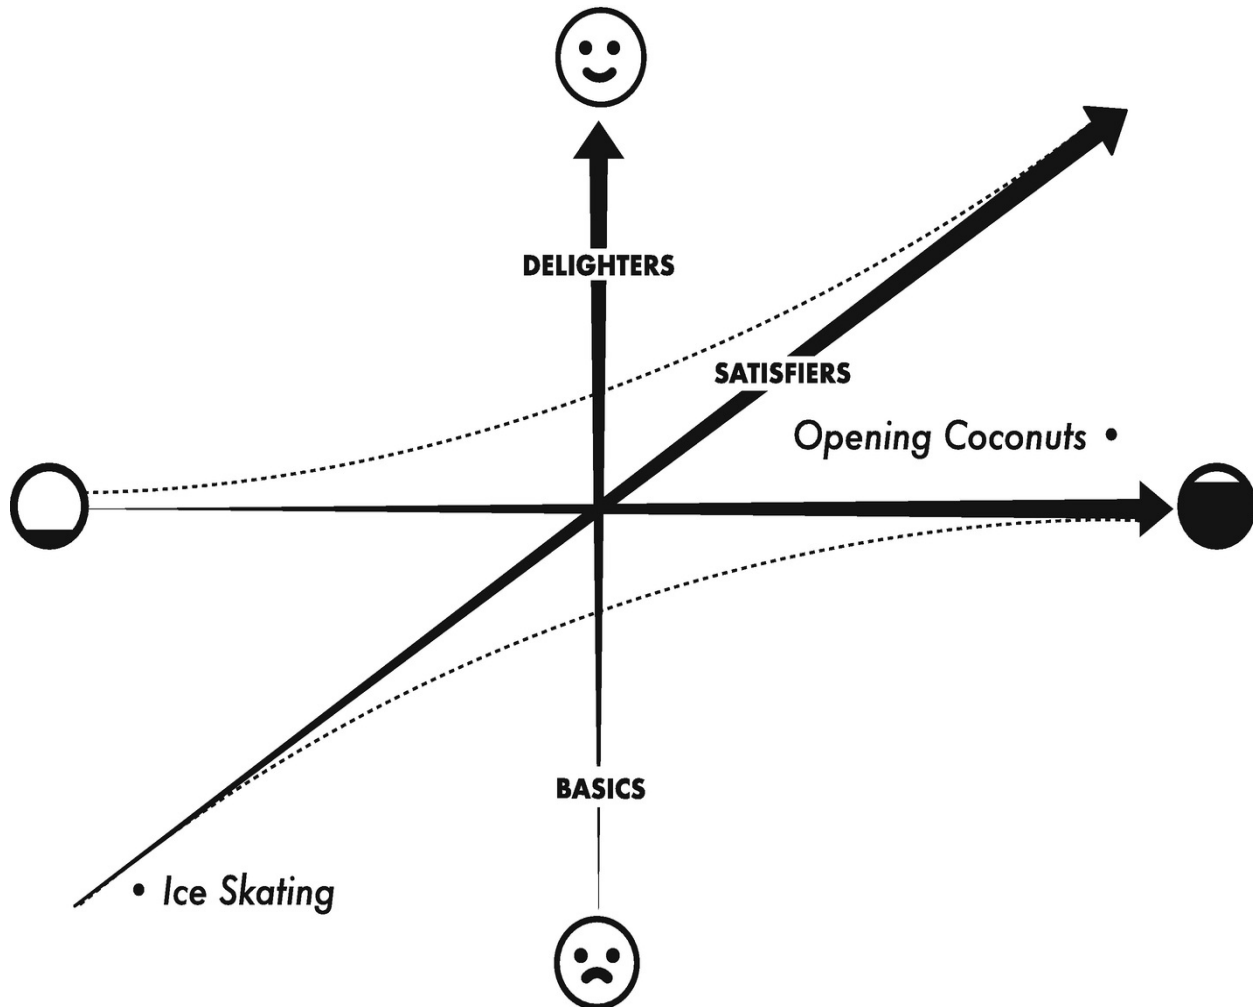 DELIGHTERS
SATISFIERS
Opening Coconuts
BASICS
Ice Skating